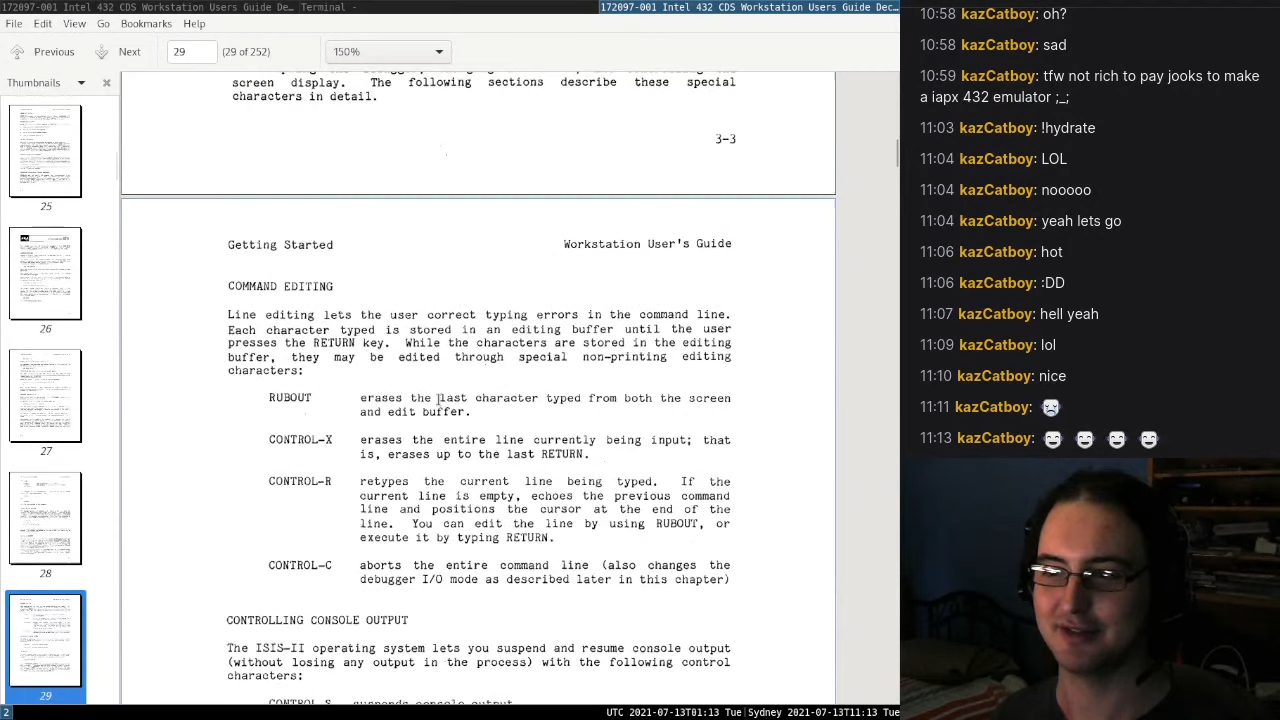 172097-001 Intel 432 CDS Workstation Users Guide De... Terminal -
172097-001 Intel 432 CDS Workstation Users Guide Dec...
File Edit View Go Bookmarks Help
Previous Next 29 (29 of 252) 150%
Thumbnails
25
26
27
28
29
screen display. The following sections describe these special
characters in detail.
3-3
Getting Started Workstation User's Guide
COMMAND EDITING
Line editing lets the user correct typing errors in the command line.
Each character typed is stored in an editing buffer until the user
presses the RETURN key. While the characters are stored in the editing
buffer, they may be edited through special non-printing editing
characters:
RUBOUT erases the last character typed from both the screen
and edit buffer.
CONTROL-X erases the entire line currently being input; that
is, erases up to the last RETURN.
CONTROL-R retypes the current line being typed. If the
current line is empty, echoes the previous command
line and positions the cursor at the end of the
line. You can edit the line by using RUBOUT, or
execute it by typing RETURN.
CONTROL-C aborts the entire command line (also changes the
debugger I/O mode as described later in this chapter)
CONTROLLING CONSOLE OUTPUT
The ISIS-II operating system lets you suspend and resume console output
(without losing any output in the process) with the following control
characters:
CONTROL-S suspends console output
2
UTC 2021-07-13T01:13 Tue|Sydney 2021-07-13T11:13 Tue
10:58 kazCatboy: oh?
10:58 kazCatboy: sad
10:59 kazCatboy: tfw not rich to pay jooks to make
a iapx 432 emulator ;_;
11:03 kazCatboy: !hydrate
11:04 kazCatboy: LOL
11:04 kazCatboy: nooooo
11:04 kazCatboy: yeah lets go
11:06 kazCatboy: hot
11:06 kazCatboy: :DD
11:07 kazCatboy: hell yeah
11:09 kazCatboy: lol
11:10 kazCatboy: nice
11:11 kazCatboy:
11:13 kazCatboy: